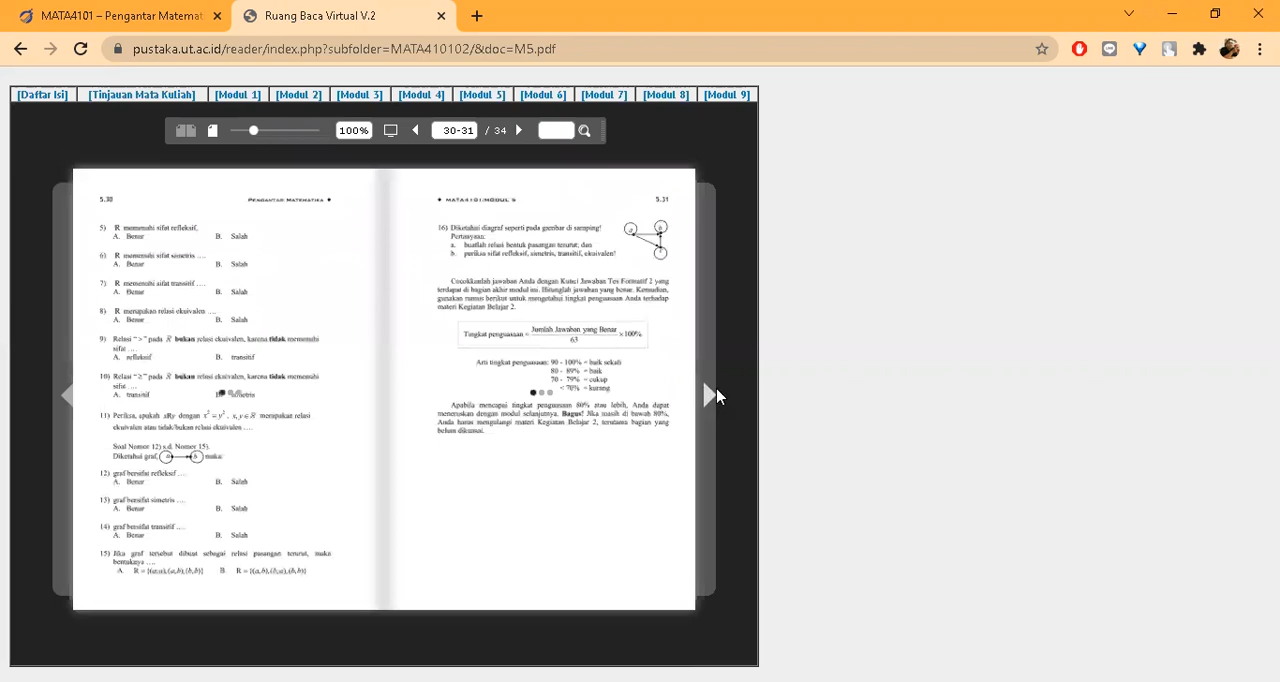 MATA4101 – Pengantar Matemat
Ruang Baca Virtual V.2
pustaka.ut.ac.id/reader/index.php?subfolder=MATA410102/&doc=M5.pdf
[Daftar Isi] [Tinjauan Mata Kuliah] [Modul 1] [Modul 2] [Modul 3] [Modul 4] [Modul 5] [Modul 6] [Modul 7] [Modul 8] [Modul 9]
100% 30-31 / 34
5.30 PENGANTAR MATEMATIKA ♦
5) R memenuhi sifat refleksif,
A. Benar B. Salah
6) R memenuhi sifat simetris ….
A. Benar B. Salah
7) R memenuhi sifat transitif ….
A. Benar B. Salah
8) R merupakan relasi ekuivalen ….
A. Benar B. Salah
9) Relasi “>” pada R bukan relasi ekuivalen, karena tidak memenuhi
sifat ….
A. refleksif B. transitif
10) Relasi “≥” pada R bukan relasi ekuivalen, karena tidak memenuhi
sifat ….
A. transitif B. simetris
11) Periksa, apakah xRy dengan x² = y², x, y ∈ R merupakan relasi
ekuivalen atau tidak/bukan relasi ekuivalen ….
Soal Nomor 12) s.d. Nomor 15).
Diketahui graf, a b maka
12) graf bersifat refleksif ….
A. Benar B. Salah
13) graf bersifat simetris ….
A. Benar B. Salah
14) graf bersifat transitif ….
A. Benar B. Salah
15) Jika graf tersebut dibuat sebagai relasi pasangan terurut, maka
bentuknya ….
A. R = {(a,a),(a,b),(b,b)} B. R = {(a,b),(b,a),(b,b)}
♦ MATA4101/MODUL 5 5.31
16) Diketahui digraf seperti pada gambar di samping!
Pertanyaan:
a. buatlah relasi bentuk pasangan terurut; dan
b. periksa sifat refleksif, simetris, transitif, ekuivalen!
a b
Cocokkanlah jawaban Anda dengan Kunci Jawaban Tes Formatif 2 yang
terdapat di bagian akhir modul ini. Hitunglah jawaban yang benar. Kemudian,
gunakan rumus berikut untuk mengetahui tingkat penguasaan Anda terhadap
materi Kegiatan Belajar 2.
Tingkat penguasaan = Jumlah Jawaban yang Benar ×100%
63
Arti tingkat penguasaan: 90 - 100% = baik sekali
80 - 89% = baik
70 - 79% = cukup
< 70% = kurang
Apabila mencapai tingkat penguasaan 80% atau lebih, Anda dapat
meneruskan dengan modul selanjutnya. Bagus! Jika masih di bawah 80%,
Anda harus mengulangi materi Kegiatan Belajar 2, terutama bagian yang
belum dikuasai.